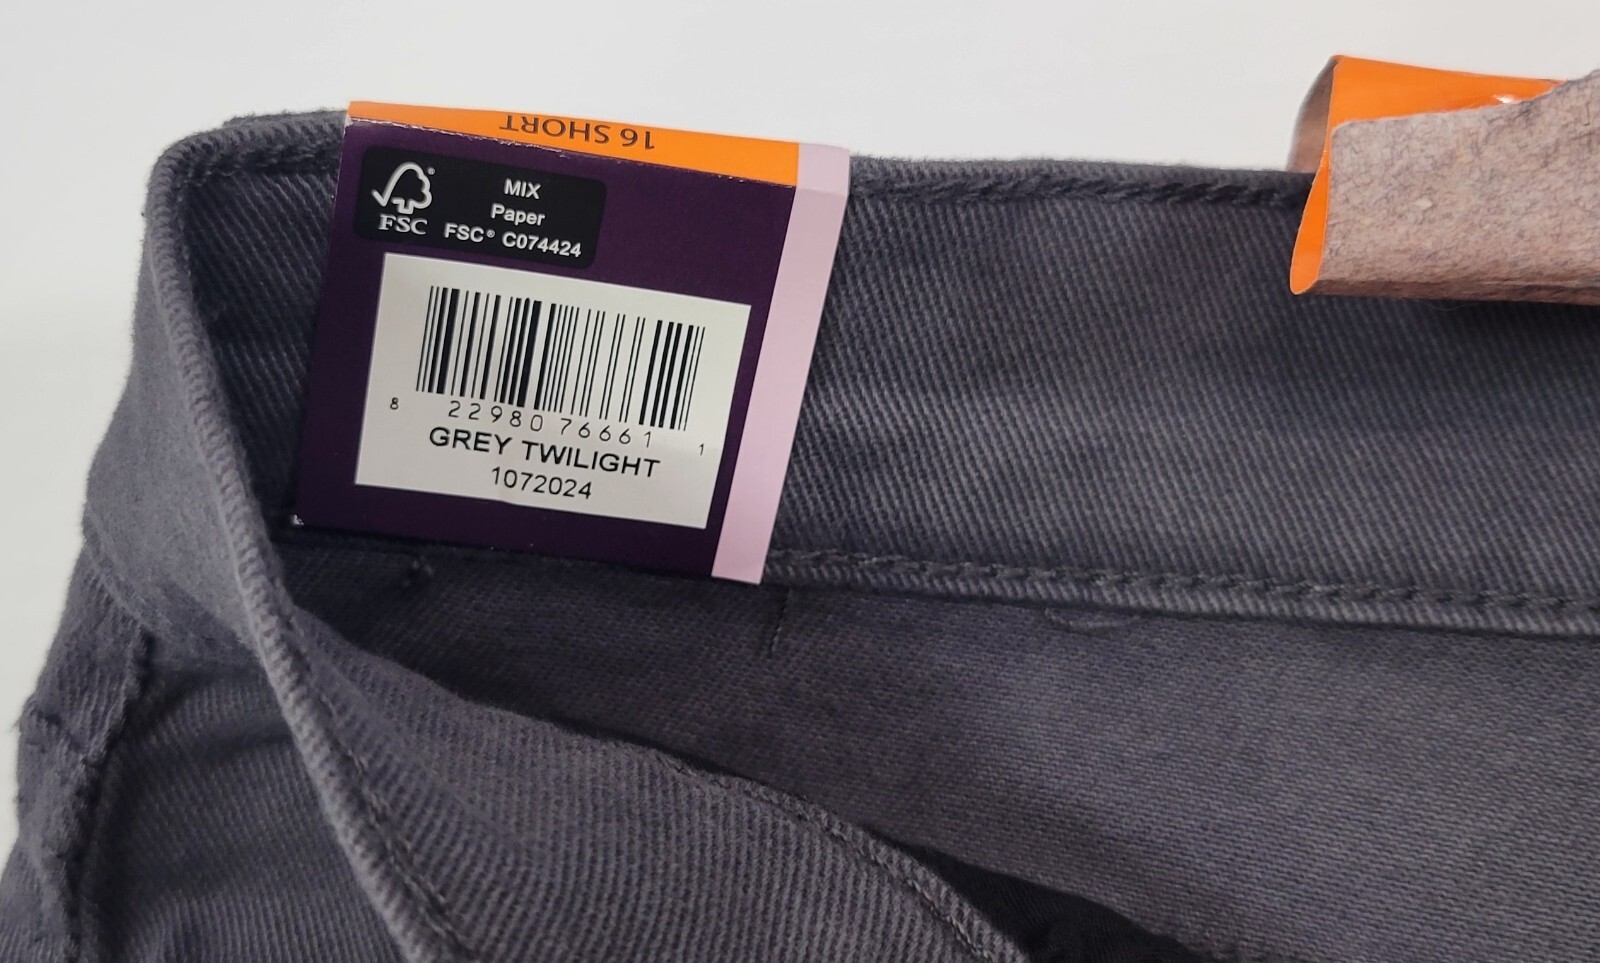 16 SHORT
MIX
Paper
FSC® C074424
FSC®
8 22980 76661 1
GREY TWILIGHT
1072024